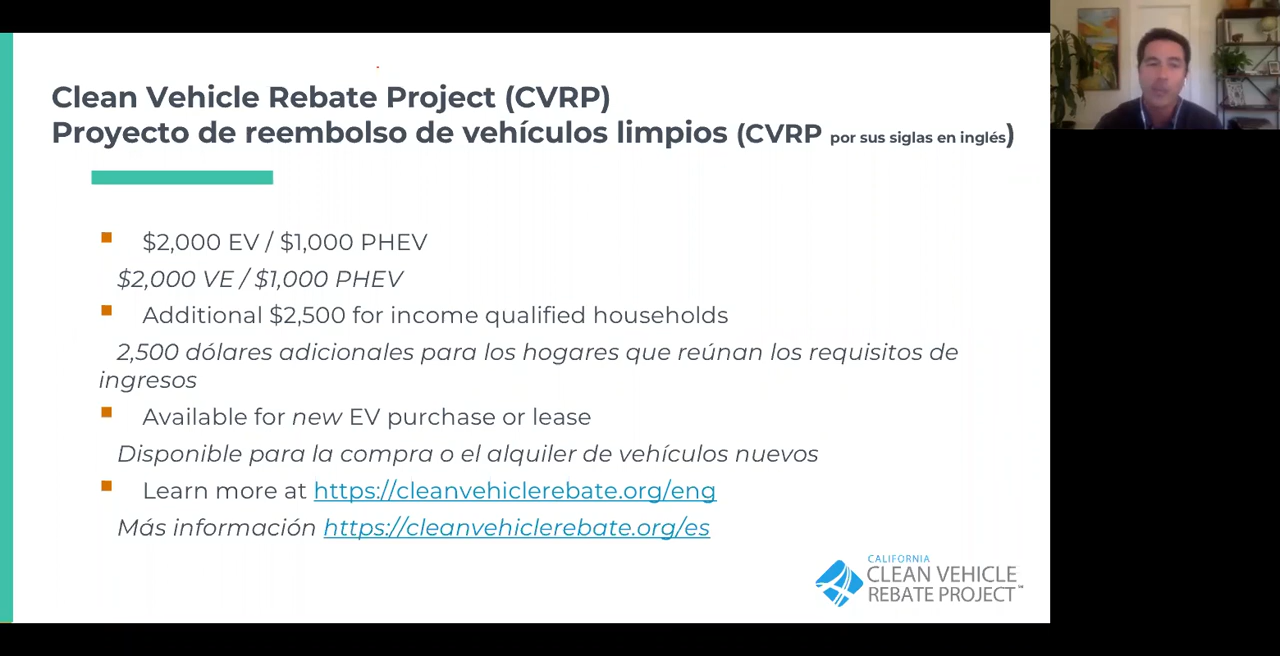 Clean Vehicle Rebate Project (CVRP)
Proyecto de reembolso de vehículos limpios (CVRP por sus siglas en inglés)
$2,000 EV / $1,000 PHEV
$2,000 VE / $1,000 PHEV
Additional $2,500 for income qualified households
2,500 dólares adicionales para los hogares que reúnan los requisitos de
ingresos
Available for new EV purchase or lease
Disponible para la compra o el alquiler de vehículos nuevos
Learn more at https://cleanvehiclerebate.org/eng
Más información https://cleanvehiclerebate.org/es
CALIFORNIA
CLEAN VEHICLE
REBATE PROJECT™